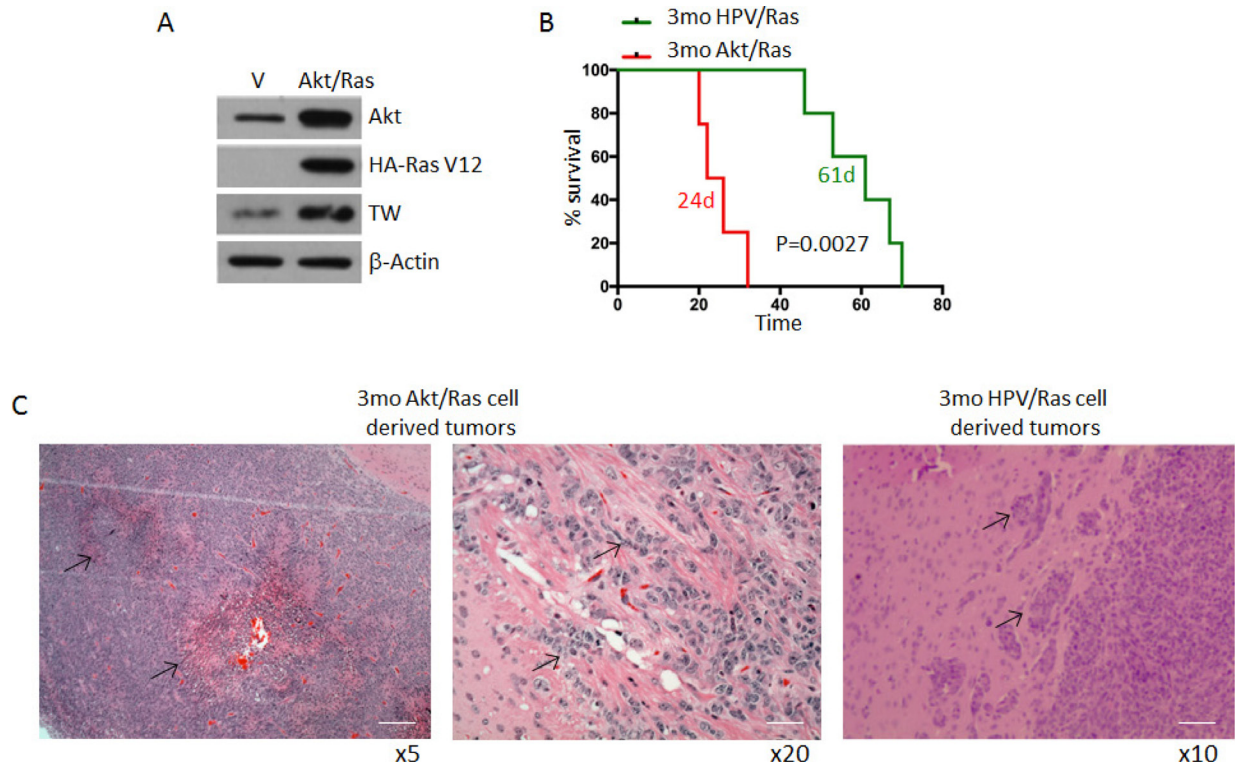 A
V Akt/Ras
Akt
HA-Ras V12
TW
β-Actin
B
3mo HPV/Ras
3mo Akt/Ras
% survival
100
80
60
40
20
0
61d
24d
P=0.0027
0 20 40 60 80
Time
C
3mo Akt/Ras cell
derived tumors
3mo HPV/Ras cell
derived tumors
x5
x20
x10